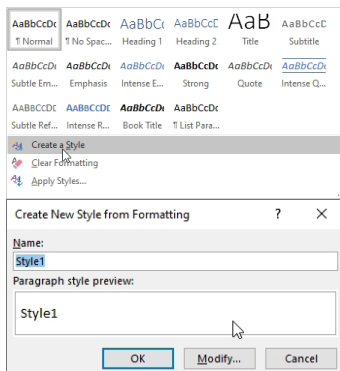 AaBbCcDc AaBbCcDc AaBbCc AaBbCcC AaB AaBbCcD
¶ Normal ¶ No Spac... Heading 1 Heading 2 Title Subtitle
AaBbCcDc AaBbCcDc AaBbCcDc AaBbCcDc AaBbCcDc AaBbCcDc
Subtle Em... Emphasis Intense E... Strong Quote Intense Q...
AABBCCDC AABBCCDC AaBbCcDc AaBbCcDc
Subtle Ref... Intense R... Book Title ¶ List Para...
Create a Style
Clear Formatting
Apply Styles...
Create New Style from Formatting ? ×
Name:
Style1
Paragraph style preview:
Style1
OK Modify... Cancel